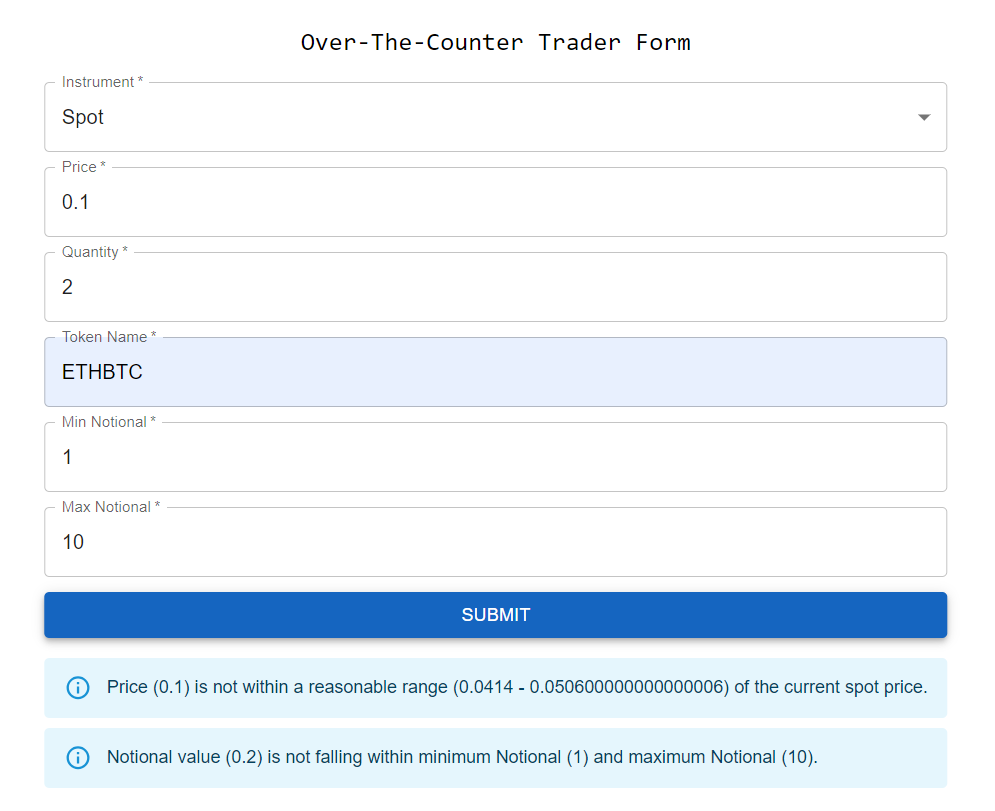 Over-The-Counter Trader Form
Instrument *
Spot
Price *
0.1
Quantity *
2
Token Name *
ETHBTC
Min Notional *
1
Max Notional *
10
SUBMIT
Price (0.1) is not within a reasonable range (0.0414 - 0.050600000000000006) of the current spot price.
Notional value (0.2) is not falling within minimum Notional (1) and maximum Notional (10).